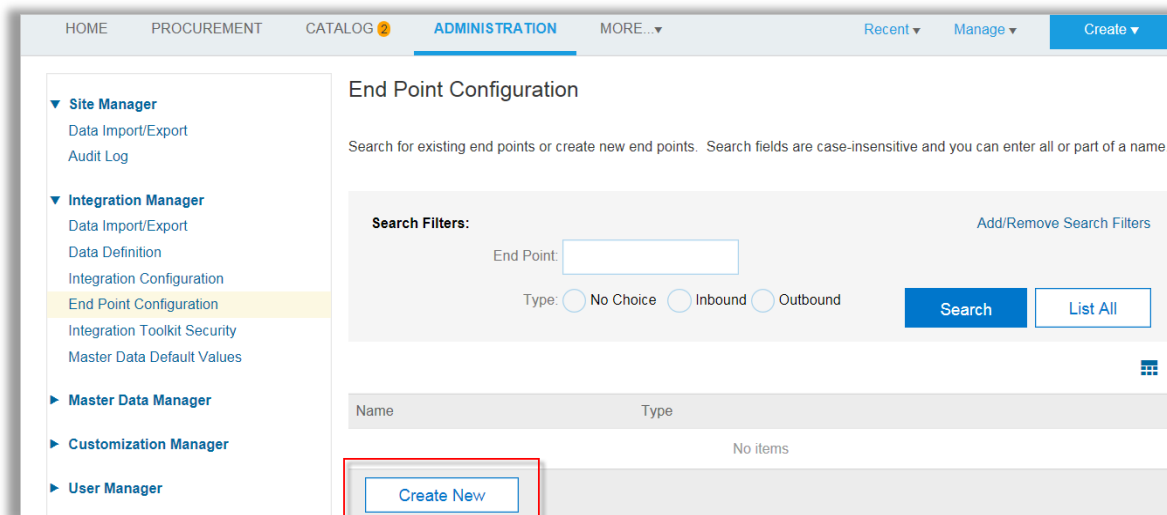 HOME PROCUREMENT CATALOG 2 ADMINISTRATION MORE... Recent Manage Create
Site Manager
Data Import/Export
Audit Log
Integration Manager
Data Import/Export
Data Definition
Integration Configuration
End Point Configuration
Integration Toolkit Security
Master Data Default Values
Master Data Manager
Customization Manager
User Manager
End Point Configuration
Search for existing end points or create new end points. Search fields are case-insensitive and you can enter all or part of a name
Search Filters: Add/Remove Search Filters
End Point:
Type: No Choice Inbound Outbound
Search List All
Name Type
No items
Create New